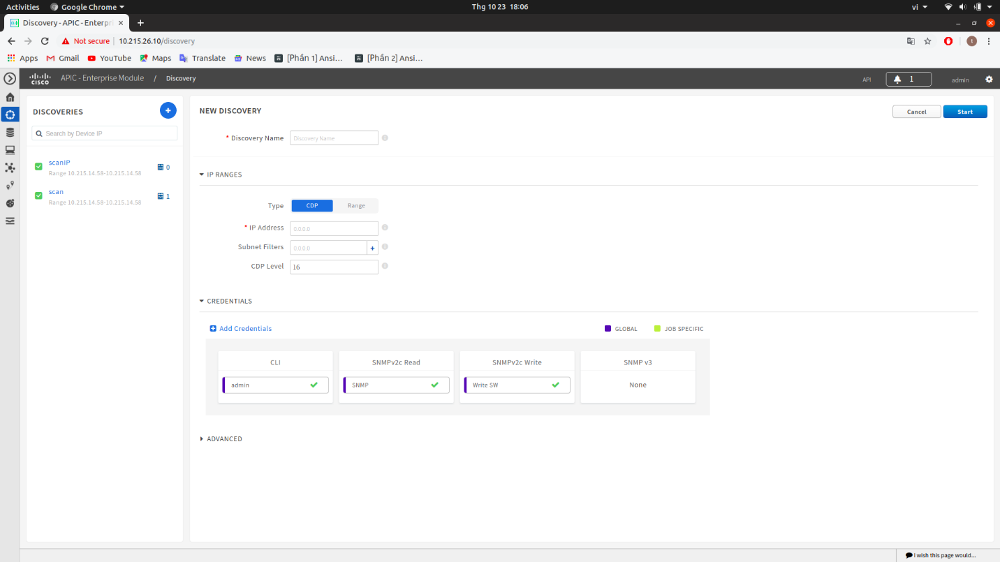 Activities Google Chrome Thg 10 23 18:06 vi
Discovery - APIC - Enterpri
Not secure 10.215.26.10/discovery
Apps Gmail YouTube Maps Translate News [Phần 1] Ansi... [Phần 2] Ansi...
CISCO APIC - Enterprise Module / Discovery API 1 admin
DISCOVERIES +
Search by Device IP
scanIP
Range 10.215.14.58-10.215.14.58 0
scan
Range 10.215.14.58-10.215.14.58 1
NEW DISCOVERY Cancel Start
* Discovery Name Discovery Name
IP RANGES
Type CDP Range
* IP Address 0.0.0.0
Subnet Filters 0.0.0.0 +
CDP Level 16
CREDENTIALS
Add Credentials GLOBAL JOB SPECIFIC
CLI SNMPv2c Read SNMPv2c Write SNMP v3
admin SNMP Write SW None
ADVANCED
I wish this page would...